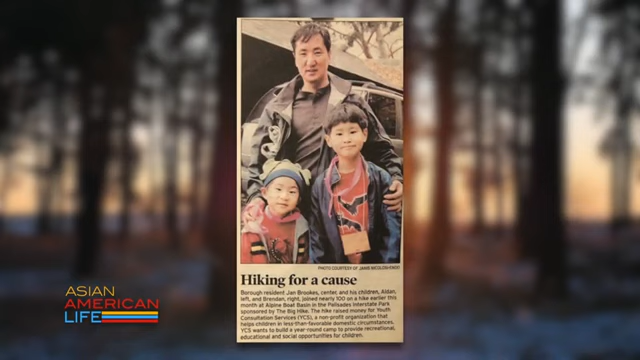 PHOTO COURTESY OF JAMIE
Hiking for a cause
Borough resident Jan Brookes, center, and his children, Aidan,
left, and Brendan, right, joined nearly 100 on a hike earlier this
month at Alpine Boat Basin in the Palisades Interstate Park
sponsored by The Big Hike. The hike raised money for Youth
Consultation Services (YCS), a non-profit organization that
helps children in less-than-favorable domestic circumstances.
YCS wants to build a year-round camp to provide recreational,
educational and social opportunities for children.
ASIAN
AMERICAN
LIFE